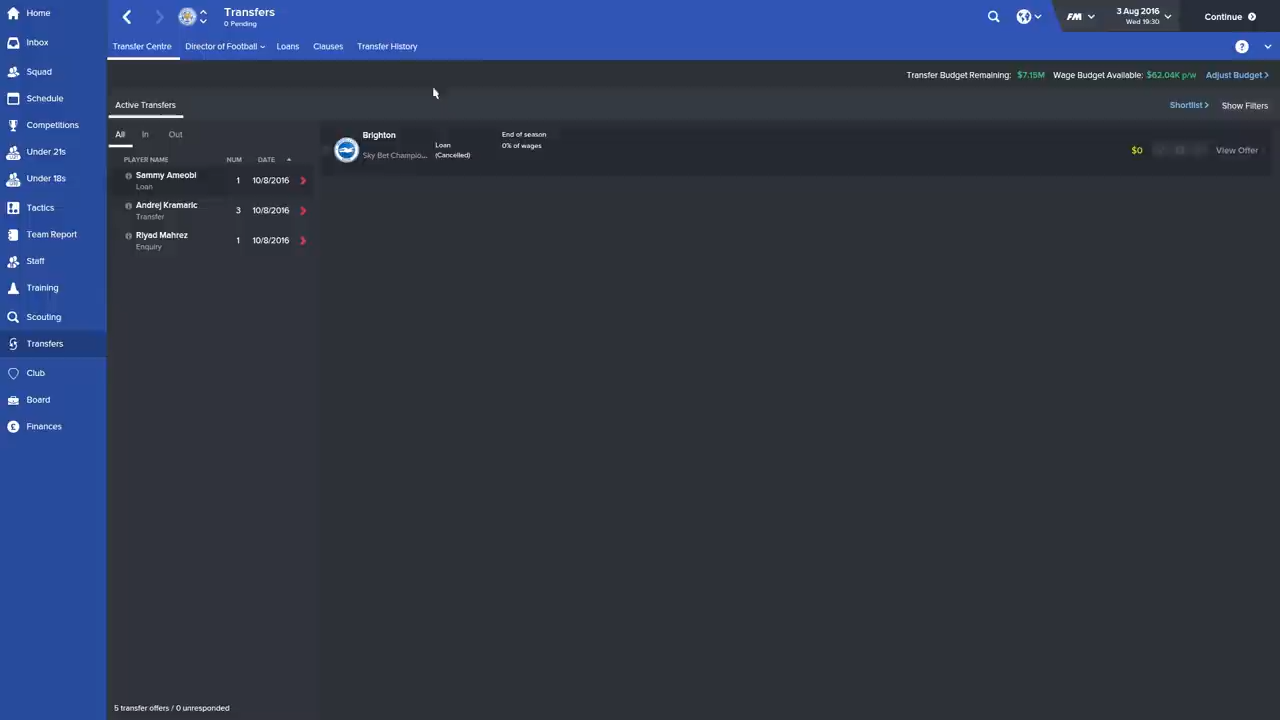 Home
Transfers
0 Pending
FM
3 Aug 2016
Wed 19:30
Continue
Inbox
Transfer Centre
Director of Football
Loans
Clauses
Transfer History
?
Squad
Transfer Budget Remaining: $7.15M
Wage Budget Available: $62.04K p/w
Adjust Budget >
Schedule
Active Transfers
Shortlist >
Show Filters
Competitions
All
In
Out
Brighton
Sky Bet Champio...
Loan
(Cancelled)
End of season
0% of wages
$0
View Offer
Under 21s
PLAYER NAME
NUM
DATE
Under 18s
Sammy Ameobi
Loan
1
10/8/2016
Tactics
Andrej Kramaric
Transfer
3
10/8/2016
Team Report
Riyad Mahrez
Enquiry
1
10/8/2016
Staff
Training
Scouting
Transfers
Club
Board
Finances
5 transfer offers / 0 unresponded